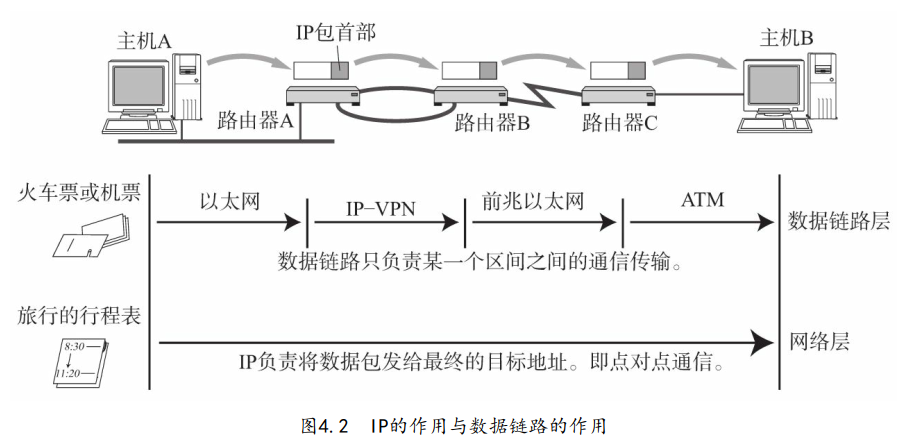 主机A
IP包首部
主机B
路由器A
路由器B
路由器C
火车票或机票
以太网
IP–VPN
前兆以太网
ATM
数据链路层
数据链路只负责某一个区间之间的通信传输。
旅行的行程表
8:30
11:20
网络层
IP负责将数据包发给最终的目标地址。即点对点通信。
图4.2 IP的作用与数据链路的作用